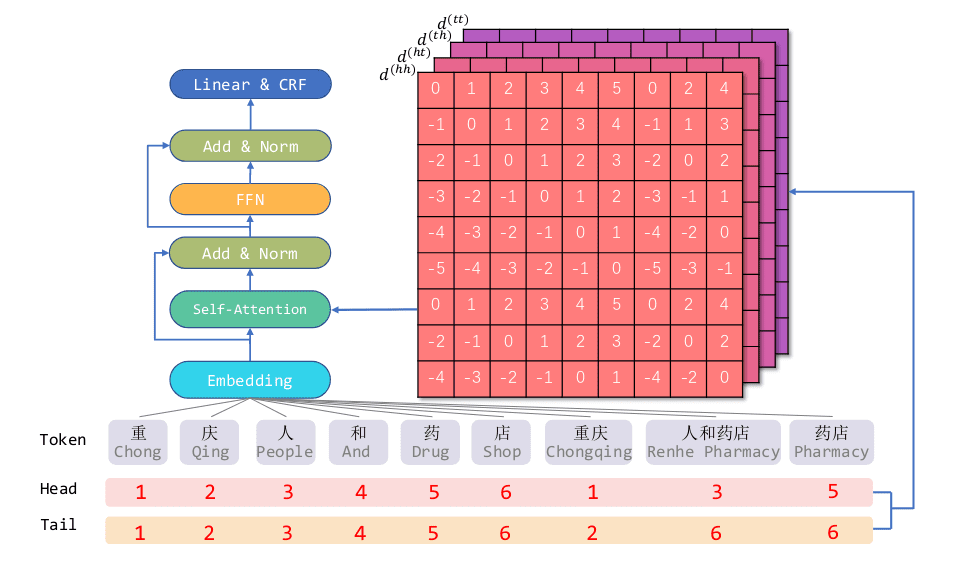 d(tt)
d(th)
d(ht)
d(hh)
Linear & CRF
Add & Norm
FFN
Add & Norm
Self-Attention
Embedding
0 1 2 3 4 5 0 2 4
-1 0 1 2 3 4 -1 1 3
-2 -1 0 1 2 3 -2 0 2
-3 -2 -1 0 1 2 -3 -1 1
-4 -3 -2 -1 0 1 -4 -2 0
-5 -4 -3 -2 -1 0 -5 -3 -1
0 1 2 3 4 5 0 2 4
-2 -1 0 1 2 3 -2 0 2
-4 -3 -2 -1 0 1 -4 -2 0
Token
重 庆 人 和 药 店 重庆 人和药店 药店
Chong Qing People And Drug Shop Chongqing Renhe Pharmacy Pharmacy
Head 1 2 3 4 5 6 1 3 5
Tail 1 2 3 4 5 6 2 6 6